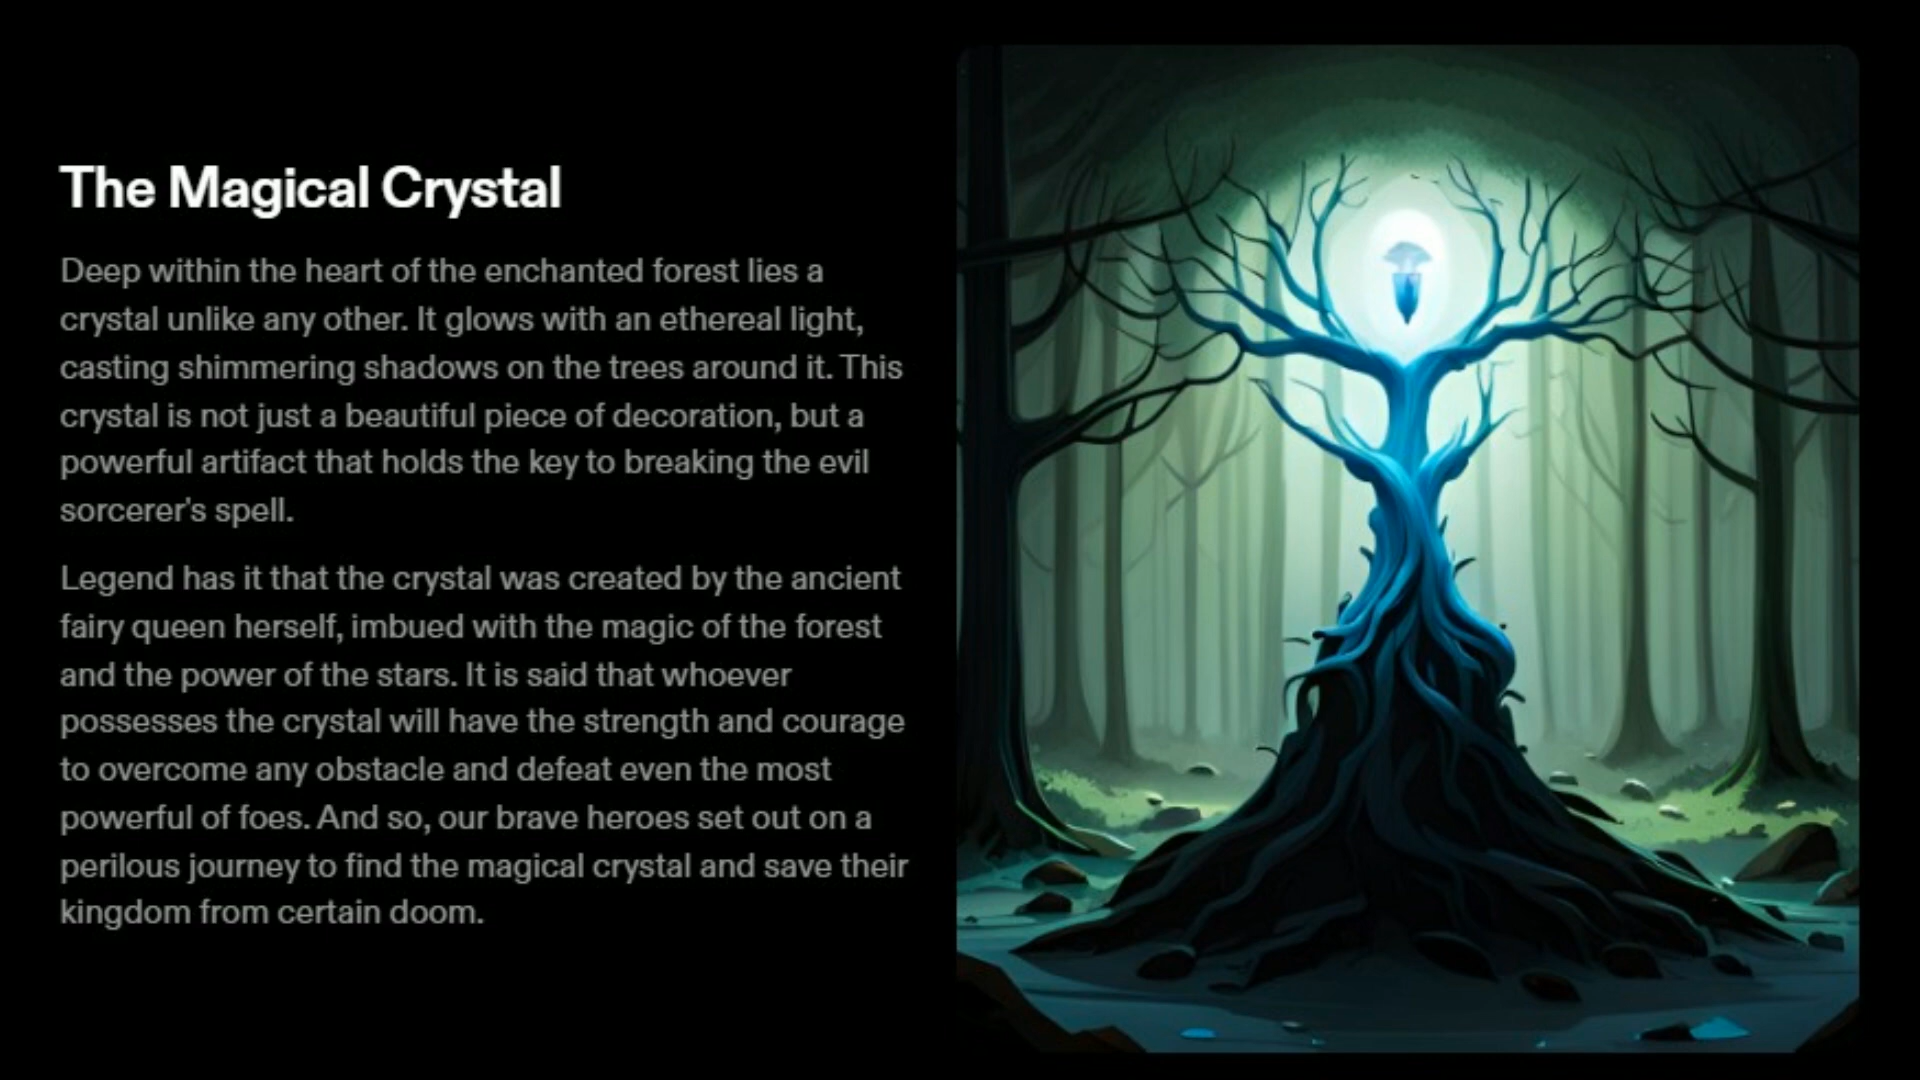 The Magical Crystal
Deep within the heart of the enchanted forest lies a
crystal unlike any other. It glows with an ethereal light,
casting shimmering shadows on the trees around it. This
crystal is not just a beautiful piece of decoration, but a
powerful artifact that holds the key to breaking the evil
sorcerer's spell.
Legend has it that the crystal was created by the ancient
fairy queen herself, imbued with the magic of the forest
and the power of the stars. It is said that whoever
possesses the crystal will have the strength and courage
to overcome any obstacle and defeat even the most
powerful of foes. And so, our brave heroes set out on a
perilous journey to find the magical crystal and save their
kingdom from certain doom.